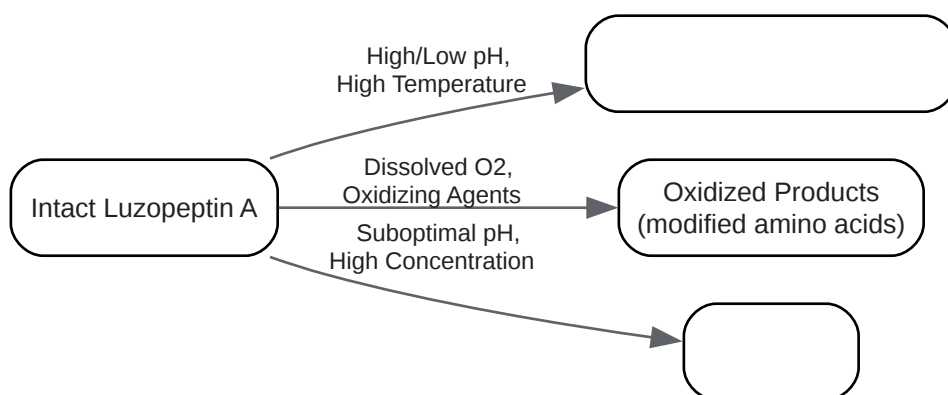 High/Low pH,
High Temperature
Intact Luzopeptin A
Dissolved O2,
Oxidizing Agents
Oxidized Products
(modified amino acids)
Suboptimal pH,
High Concentration